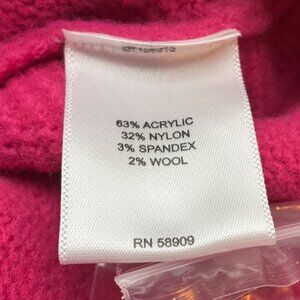 63% ACRYLIC
32% NYLON
3% SPANDEX
2% WOOL
RN 58909